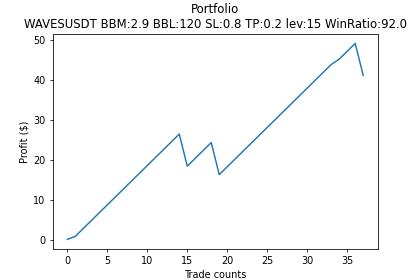 Portfolio
WAVESUSDT BBM:2.9 BBL:120 SL:0.8 TP:0.2 lev:15 WinRatio:92.0
50
40
30
20
10
0
Profit ($)
0 5 10 15 20 25 30 35
Trade counts